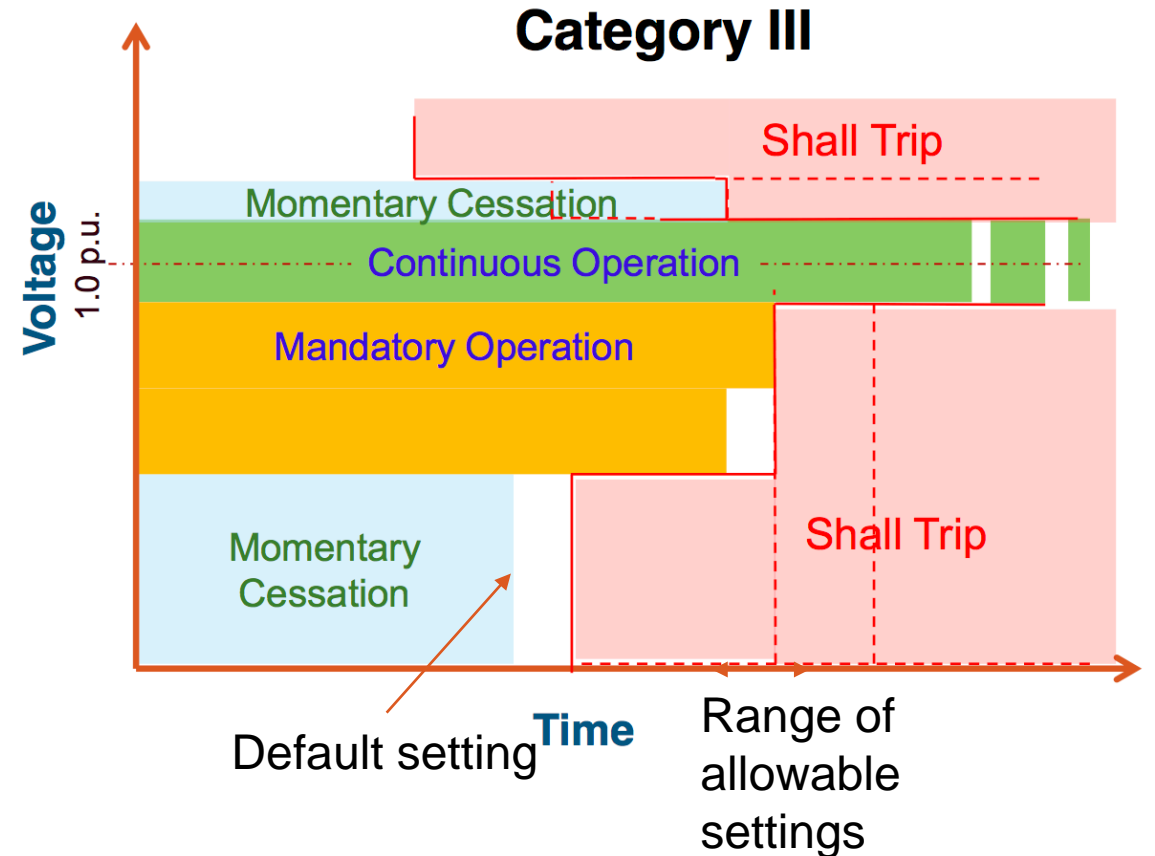 Category III
Shall Trip
Momentary Cessation
Voltage
1.0 p.u.
Continuous Operation
Mandatory Operation
Shall Trip
Momentary
Cessation
Default setting
Time
Range of
allowable
settings